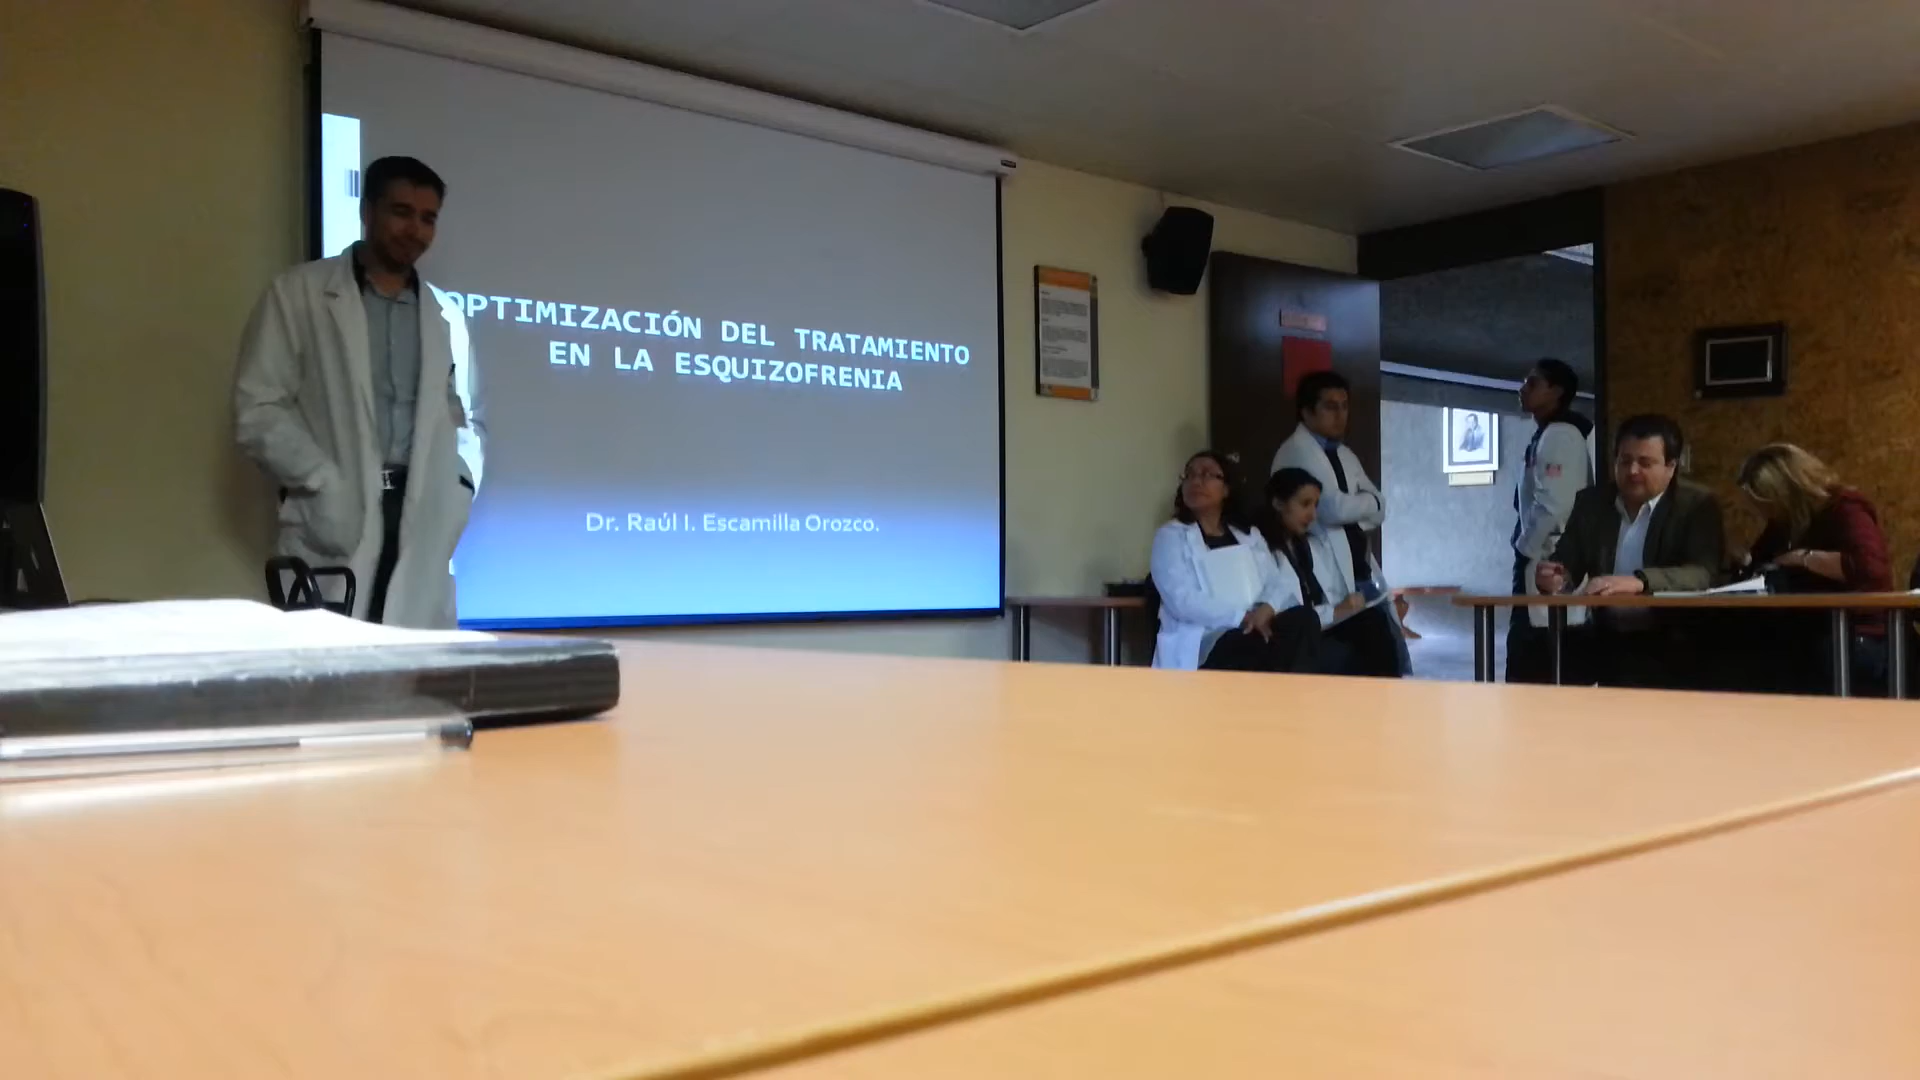 OPTIMIZACIÓN DEL TRATAMIENTO
EN LA ESQUIZOFRENIA
Dr. Raúl I. Escamilla Orozco.